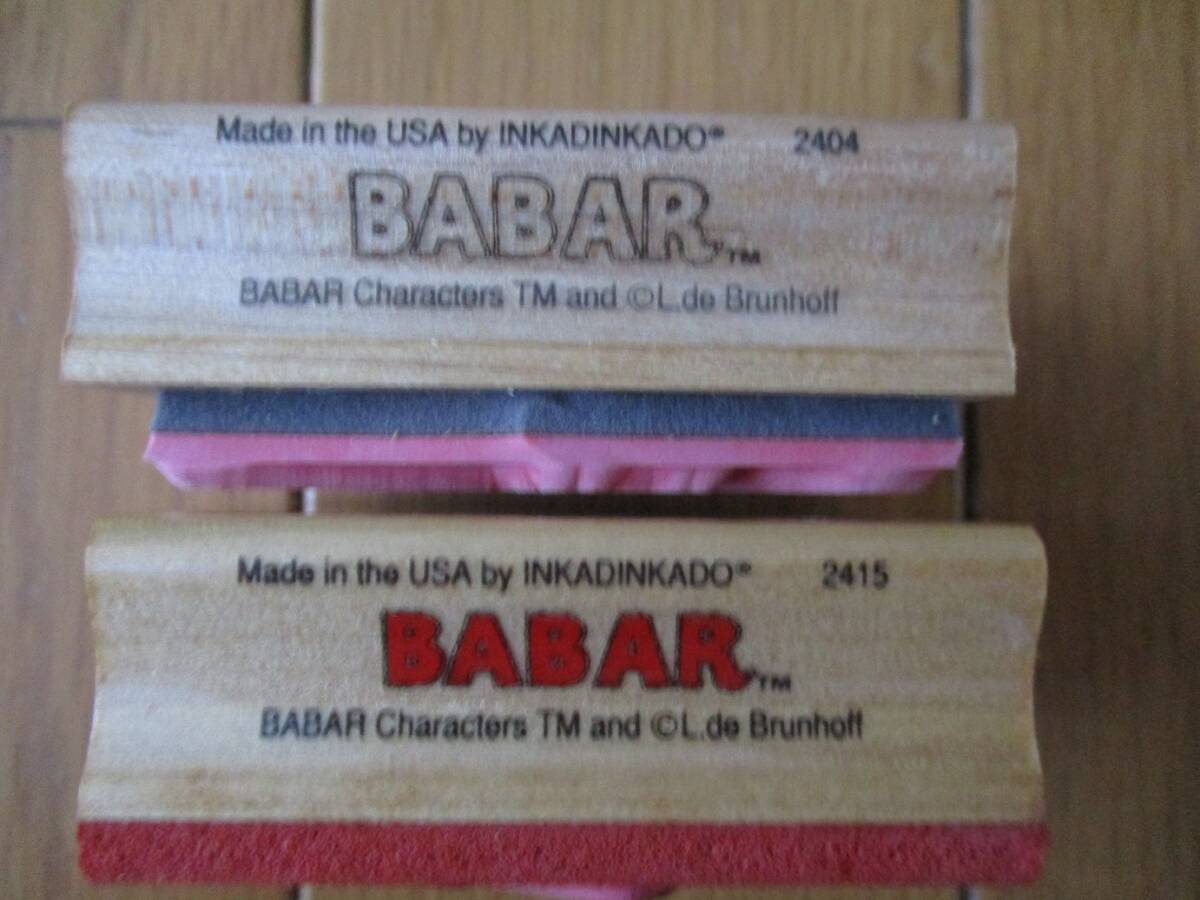 Made in the USA by INKADINKADO® 2404
BABAR™
BABAR Characters TM and ©L.de Brunhoff
Made in the USA by INKADINKADO® 2415
BABAR™
BABAR Characters TM and ©L.de Brunhoff